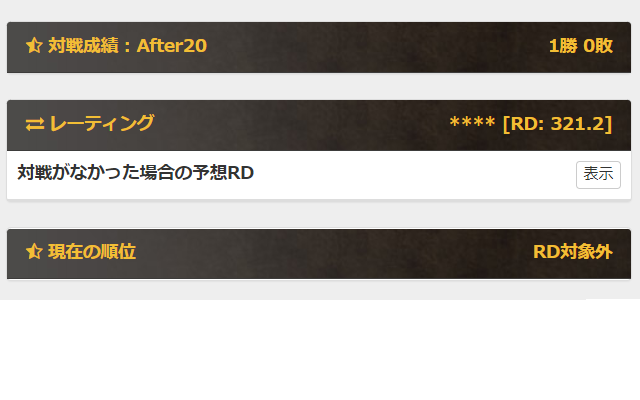 対戦成績：After20 1勝 0敗
レーティング **** [RD: 321.2]
対戦がなかった場合の予想RD 表示
現在の順位 RD対象外